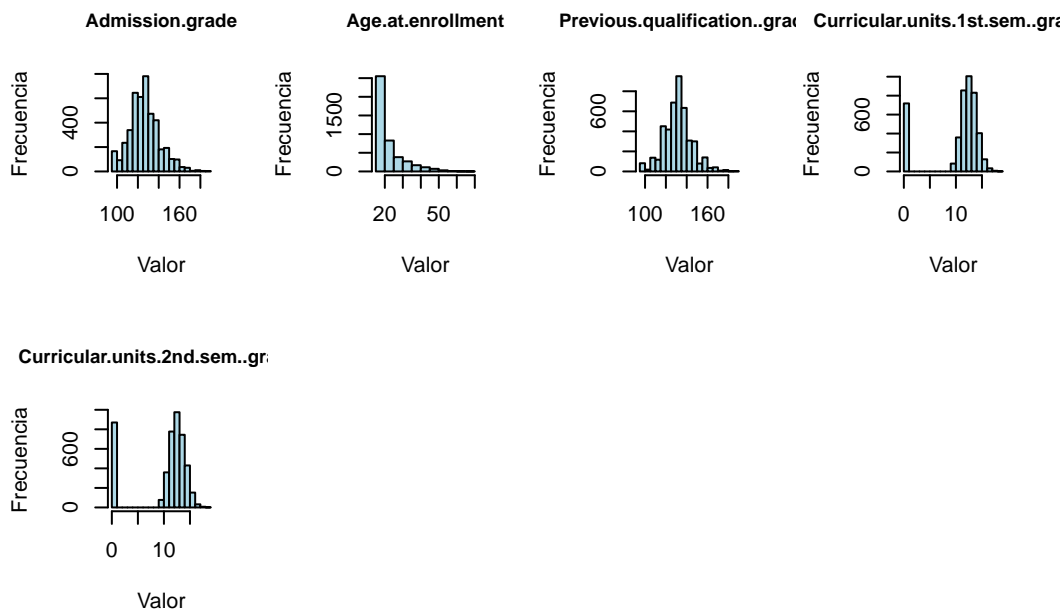 Admission.grade
Frecuencia
400
0
100 160
Valor
Age.at.enrollment
Frecuencia
1500
0
20 50
Valor
Previous.qualification..grad
Frecuencia
600
0
100 160
Valor
Curricular.units.1st.sem..gra
Frecuencia
600
0
0 10
Valor
Curricular.units.2nd.sem..gra
Frecuencia
600
0
0 10
Valor